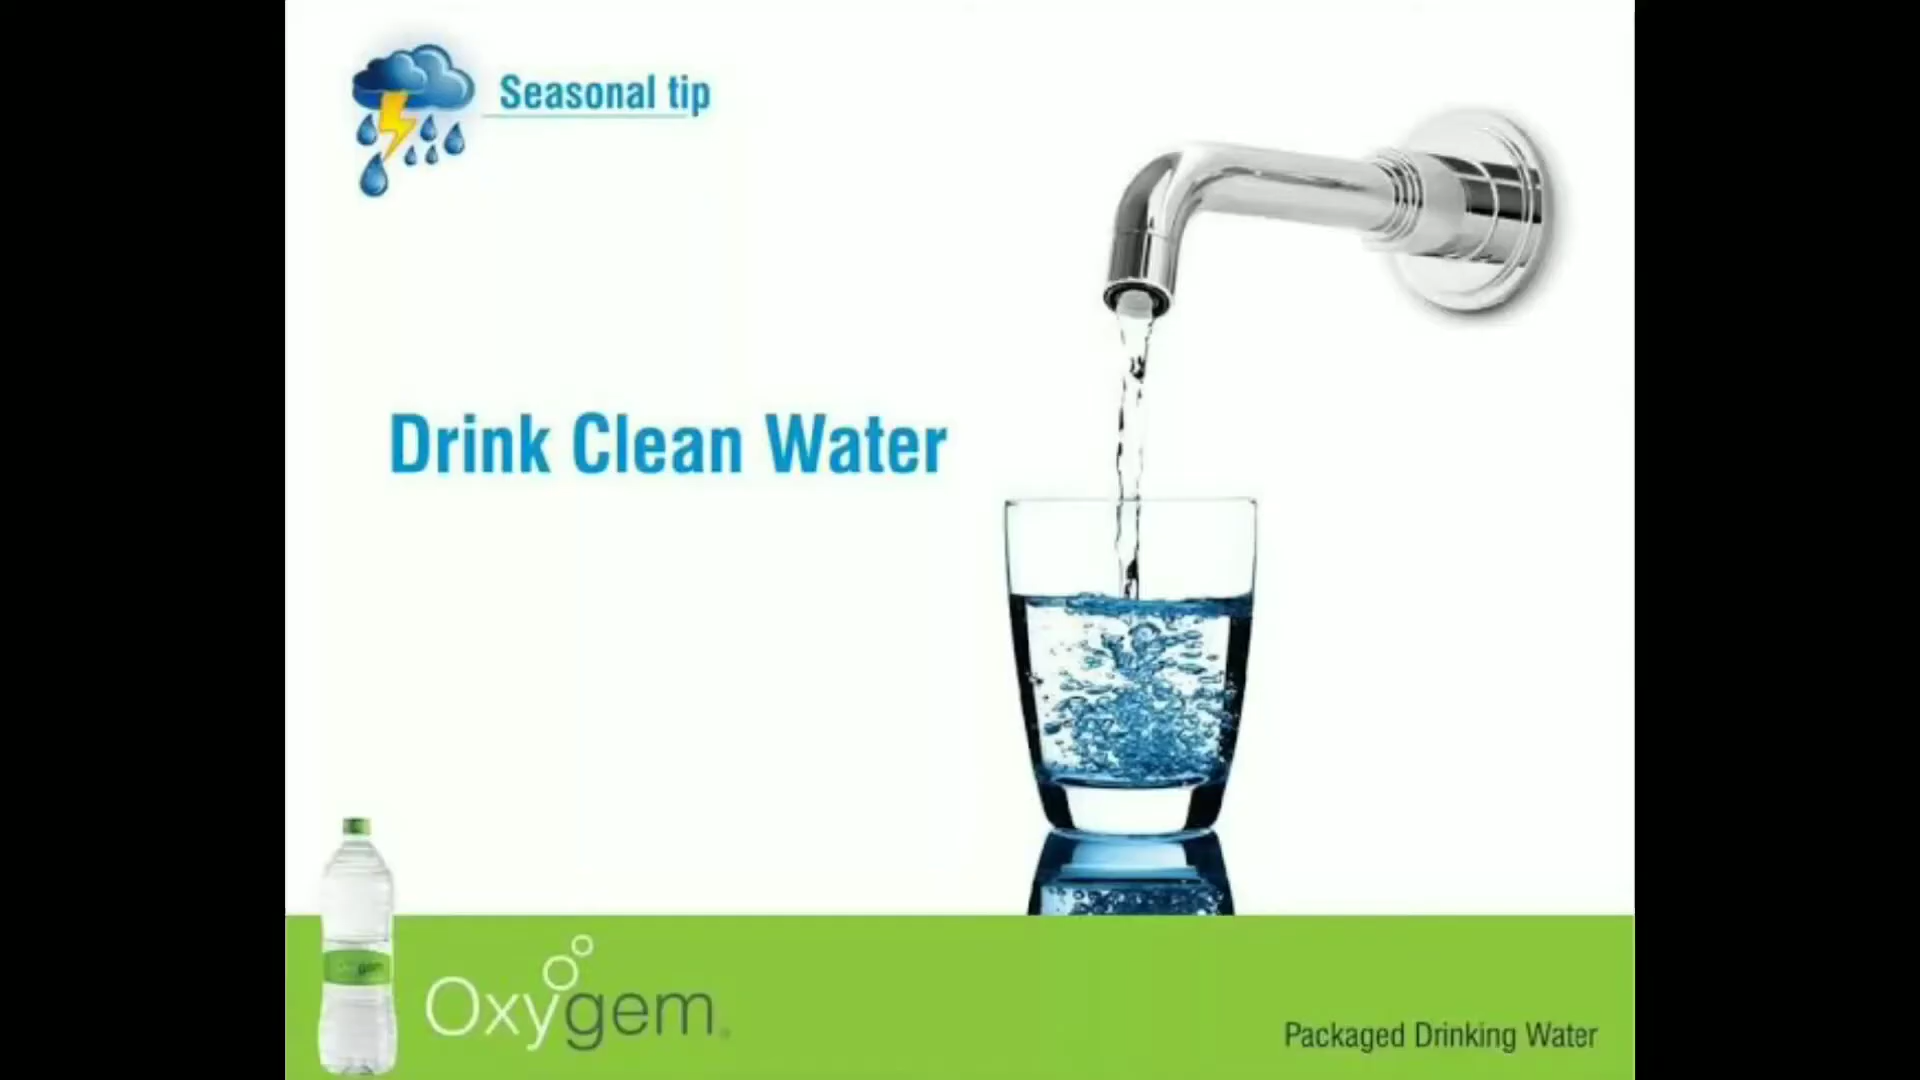 Seasonal tip
Drink Clean Water
Oxygem
Packaged Drinking Water